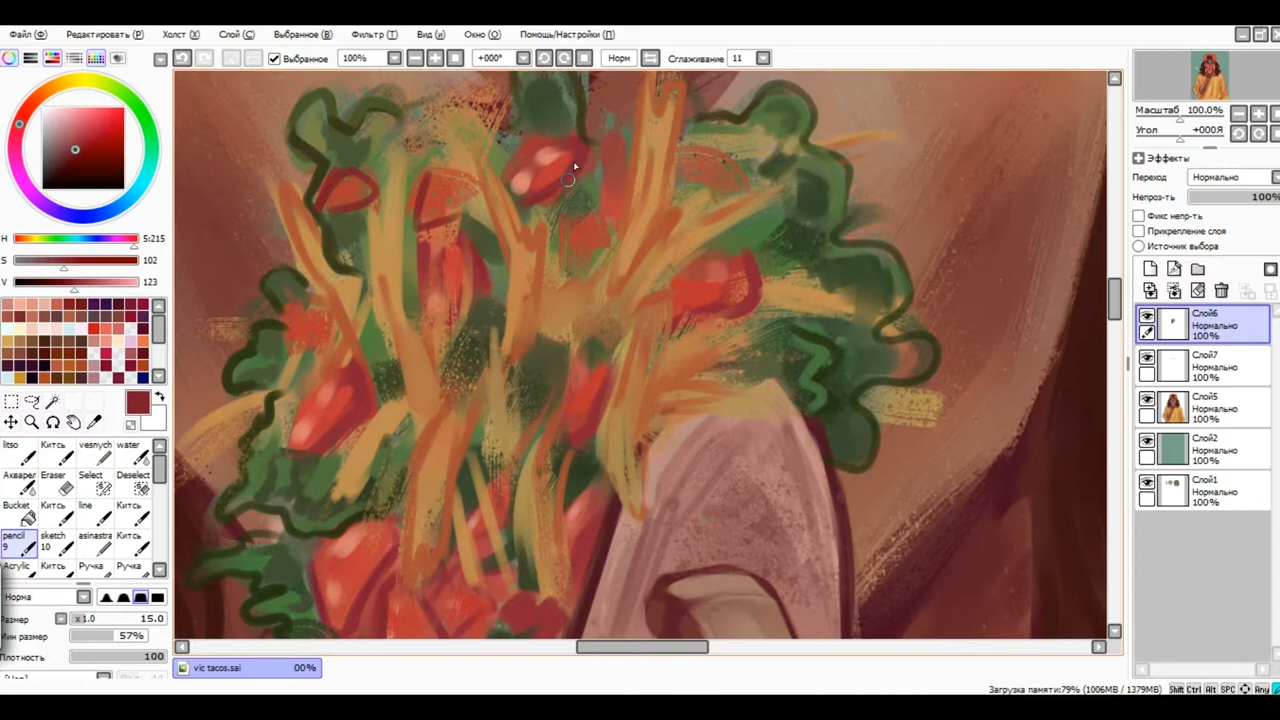 Файл (Ф) Редактировать (Р) Холст (Х) Слой (С) Выбранное (В) Фильтр (Т) Вид (и) Окно (О) Помощь/Настройки (П)
Выбранное 100% +000° Норм Сглаживание 11
Масштаб 100.0%
Угол +000Я
Эффекты
Переход Нормально
Непроз-ть 100%
Фикс непр-ть
Прикрепление слоя
Источник выбора
H 5:215
S 102
V 123
Слой6
Нормально
100%
Слой7
Нормально
100%
Слой5
Нормально
100%
Слой2
Нормально
100%
Слой1
Нормально
100%
litso Кисть vesnych water
Акварел Eraser Select Deselect
Bucket Кисть line Кисть
pencil sketch asinastra Кисть
9 10
Acrylic Кисть Ручка Ручка
Норма
Размер x 1.0 15.0
Мин размер 57%
Плотность 100
vic tacos.sai 00%
Загрузка памяти:79% (1006MB / 1379MB) Shift Ctrl Alt SPC Any